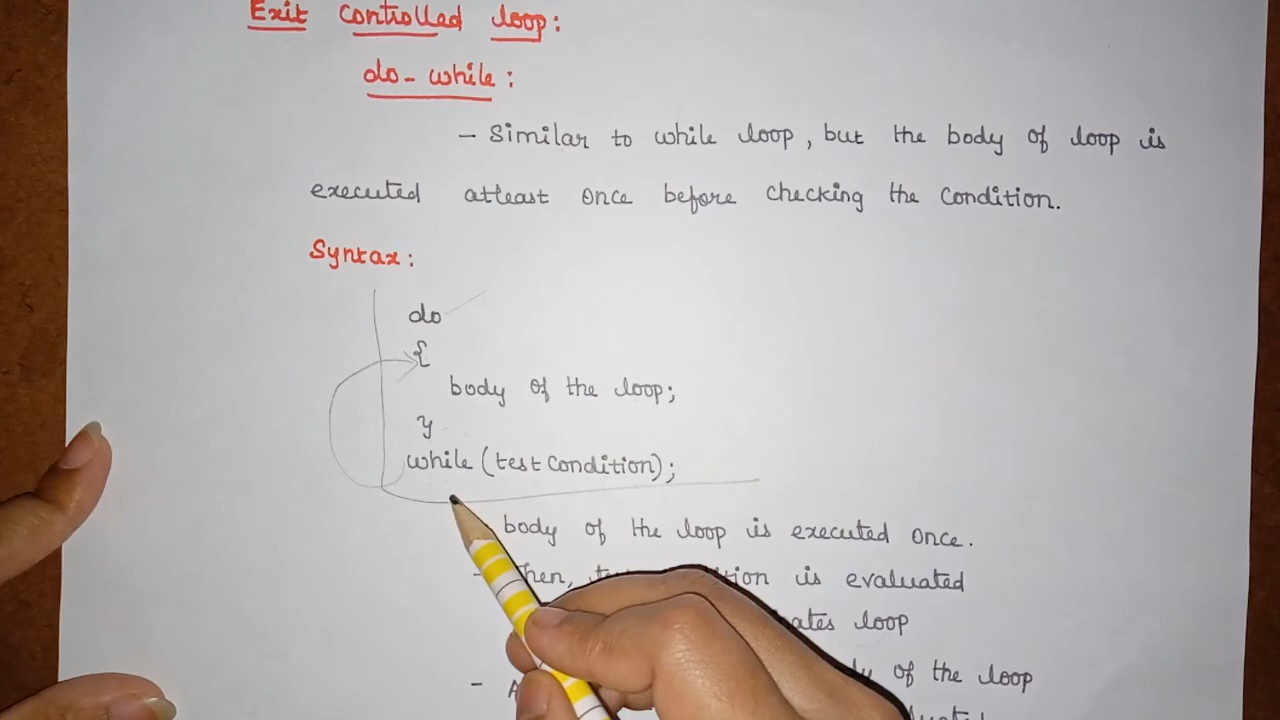 Exit controlled loop:
do- while:
- Similar to while loop, but the body of loop is
executed atleast once before checking the condition.
Syntax:
do
{
body of the loop;
}
while (test condition);
body of the loop is executed once.
- Then, is evaluated
loop
- of the loop